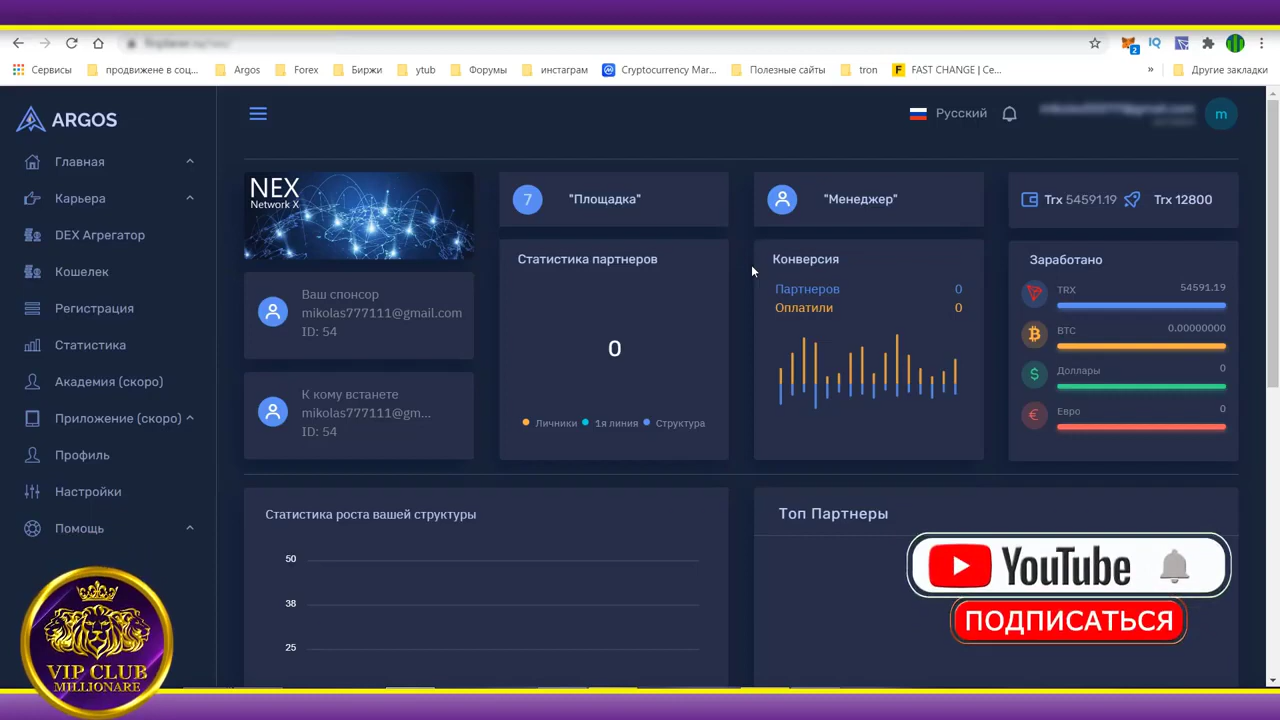 Сервисы
продвижене в соц...
Argos
Forex
Биржи
ytub
Форумы
инстаграм
Cryptocurrency Mar...
Полезные сайты
tron
F
FAST CHANGE | Се...
»
Другие закладки
2
IQ
ARGOS
Русский
m
Главная
Карьера
DEX Агрегатор
Кошелек
Регистрация
Статистика
Академия (скоро)
Приложение (скоро)
Профиль
Настройки
Помощь
NEX
Network X
7
"Площадка"
"Менеджер"
Trx 54591.19
Trx 12800
Ваш спонсор
mikolas777111@gmail.com
ID: 54
К кому встанете
mikolas777111@gm...
ID: 54
Статистика партнеров
0
Личники
1я линия
Структура
Конверсия
Партнеров 0
Оплатили 0
Заработано
TRX 54591.19
BTC 0.00000000
Доллары 0
Евро 0
Статистика роста вашей структуры
50
38
25
Топ Партнеры
YouTube
ПОДПИСАТЬСЯ
VIP CLUB
MILLIONARE